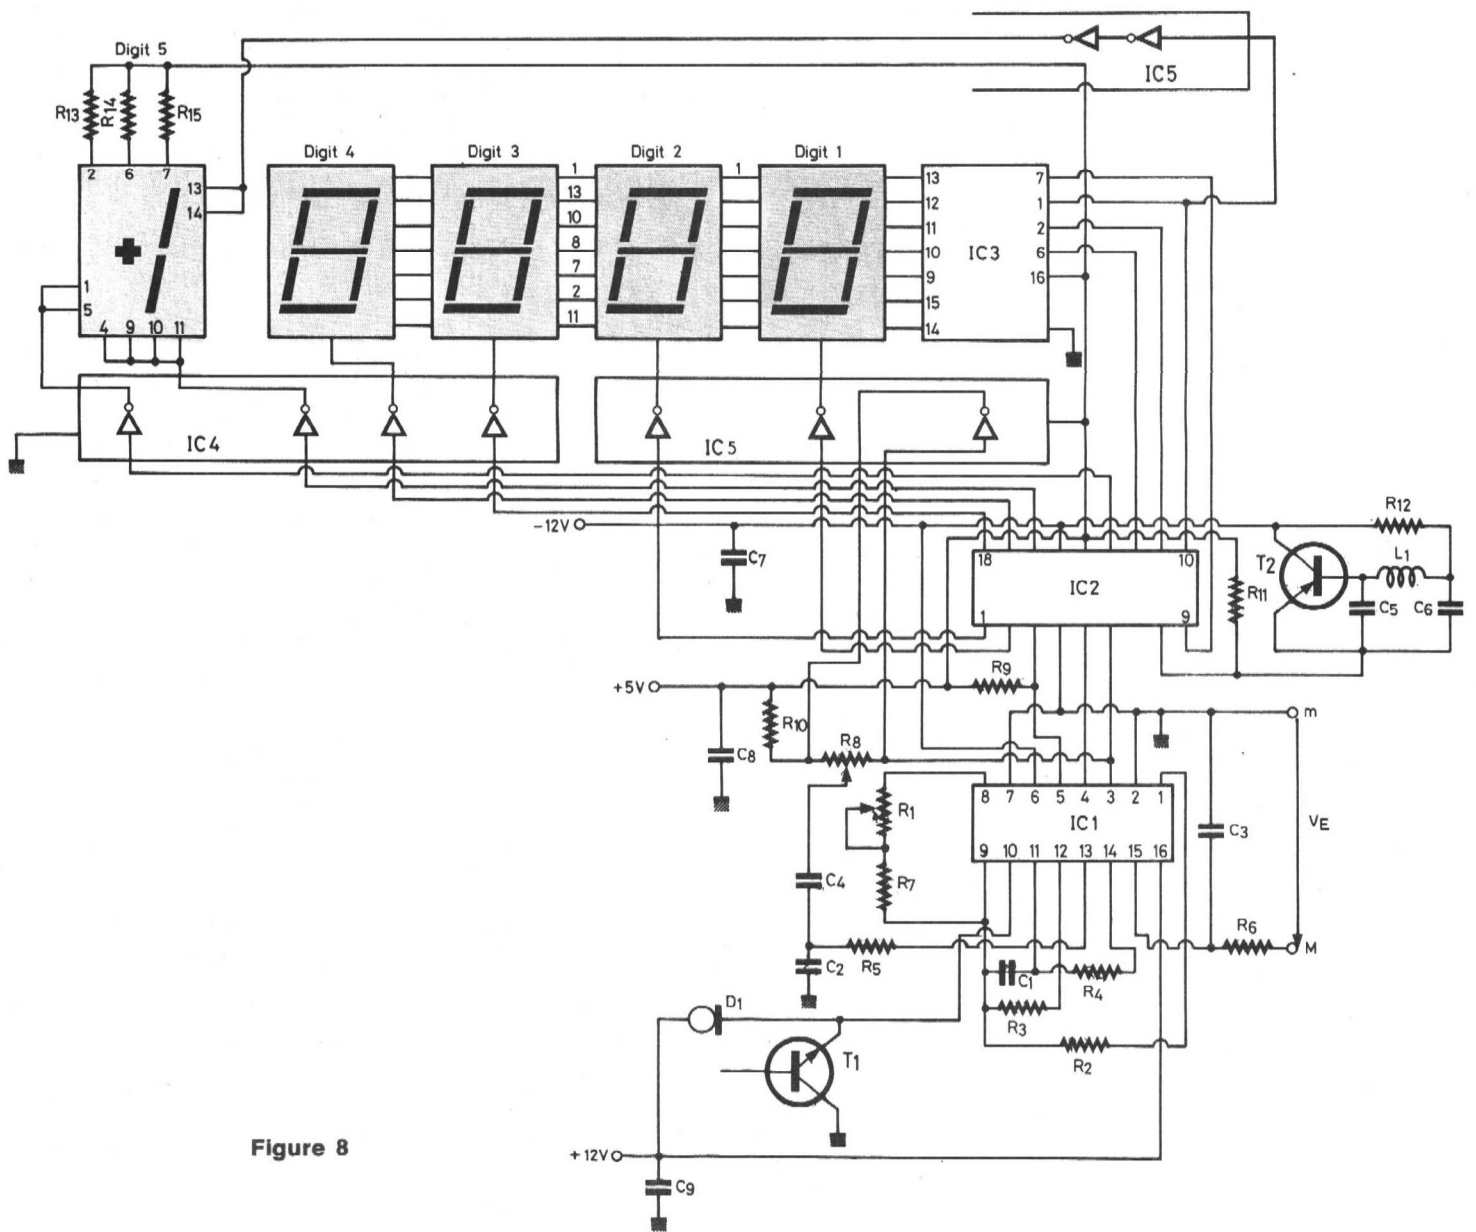 Digit 5
IC5
R13
R14
R15
Digit 4
Digit 3
Digit 2
Digit 1
2 6 7
13
14
1
5
4 9 10 11
1
13
10
8
7
2
11
1
13
12
11
10
9
15
14
IC3
7
1
2
6
16
IC4
IC5
-12V
C7
18
10
IC2
1
9
R11
T2
R12
L1
C5
C6
+5V
R9
R10
C8
R8
m
8 7 6 5 4 3 2 1
IC1
9 10 11 12 13 14 15 16
R1
R7
C3
VE
C4
R6
M
C2
R5
C1
R4
R3
R2
D1
T1
Figure 8
+12V
C9